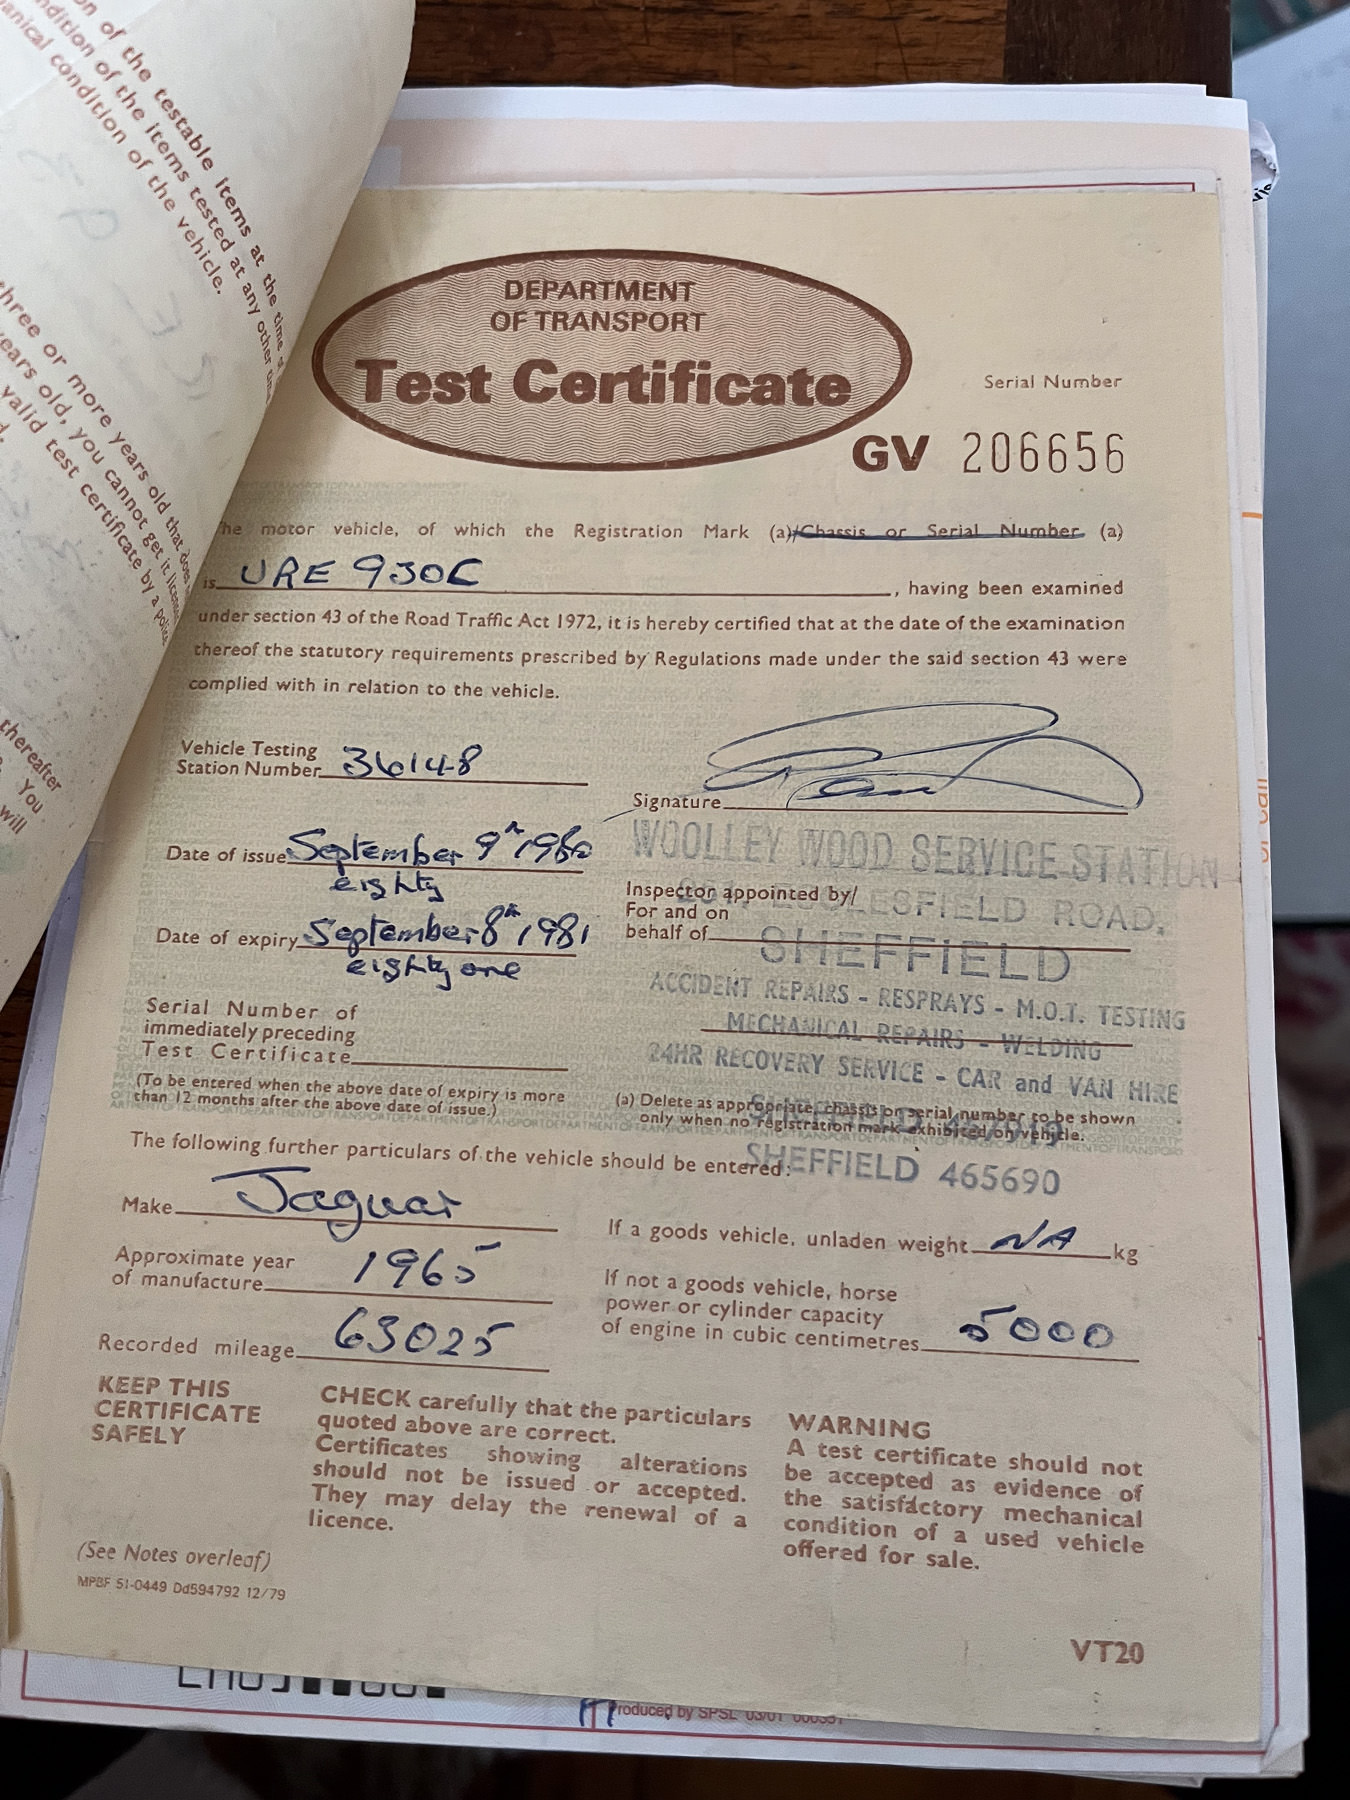 of the testable items at the time
condition of the items tested at any other
condition of the vehicle.
three or more years old that does
years old, you cannot get it
valid test certificate by a
thereafter
You
will
DEPARTMENT
OF TRANSPORT
Test Certificate
Serial Number
GV 206656
he motor vehicle, of which the Registration Mark (a)/Chassis or Serial Number (a)
is URE 930C, having been examined
under section 43 of the Road Traffic Act 1972, it is hereby certified that at the date of the examination
thereof the statutory requirements prescribed by Regulations made under the said section 43 were
complied with in relation to the vehicle.
Vehicle Testing
Station Number 36148
Signature
Date of issue September 9th 1980
eighty
Date of expiry September 8th 1981
eighty one
WOOLLEY WOOD SERVICE STATION
Inspector appointed by/
ECCLESFIELD ROAD.
For and on
behalf of
SHEFFIELD
ACCIDENT REPAIRS - RESPRAYS - M.O.T. TESTING
MECHANICAL REPAIRS - WELDING
24HR RECOVERY SERVICE - CAR and VAN HIRE
SHEFFIELD
SHEFFIELD 465690
Serial Number of
immediately preceding
Test Certificate
(To be entered when the above date of expiry is more
than 12 months after the above date of issue.)
(a) Delete as appropriate, chassis or serial number to be shown
only when no registration mark exhibited on vehicle.
The following further particulars of the vehicle should be entered:
Make Jaguar
Approximate year
of manufacture 1965
Recorded mileage 63025
If a goods vehicle, unladen weight NA kg
If not a goods vehicle, horse
power or cylinder capacity
of engine in cubic centimetres 5000
KEEP THIS
CERTIFICATE
SAFELY
CHECK carefully that the particulars
quoted above are correct.
Certificates showing alterations
should not be issued or accepted.
They may delay the renewal of a
licence.
WARNING
A test certificate should not
be accepted as evidence of
the satisfactory mechanical
condition of a used vehicle
offered for sale.
(See Notes overleaf)
MPBF 51-0449 Dd594792 12/79
VT20
Produced by SPSL 03/01